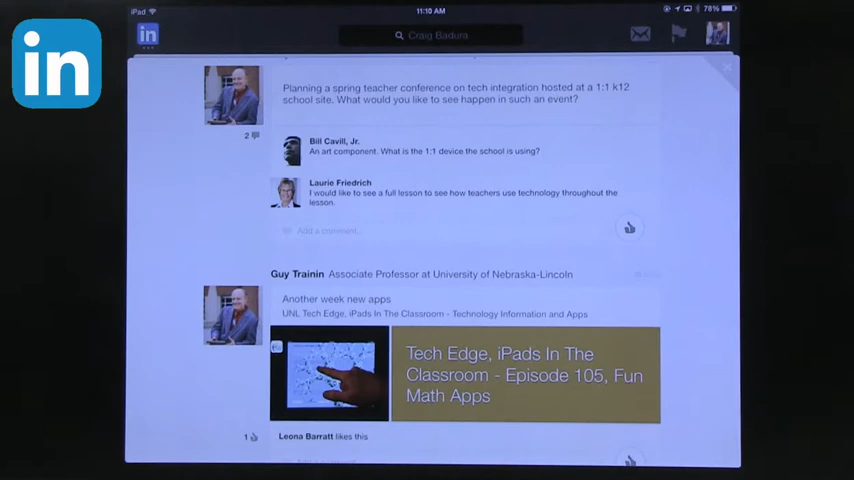 iPad
11:10 AM
78%
in
in
Craig Badura
Planning a spring teacher conference on tech integration hosted at a 1:1 k12
school site. What would you like to see happen in such an event?
2
Bill Cavill, Jr.
An art component. What is the 1:1 device the school is using?
Laurie Friedrich
I would like to see a full lesson to see how teachers use technology throughout the
lesson.
Add a comment...
Guy Trainin Associate Professor at University of Nebraska-Lincoln
Another week new apps
UNL Tech Edge, iPads In The Classroom - Technology Information and Apps
Tech Edge, iPads In The
Classroom - Episode 105, Fun
Math Apps
1
Leona Barratt likes this